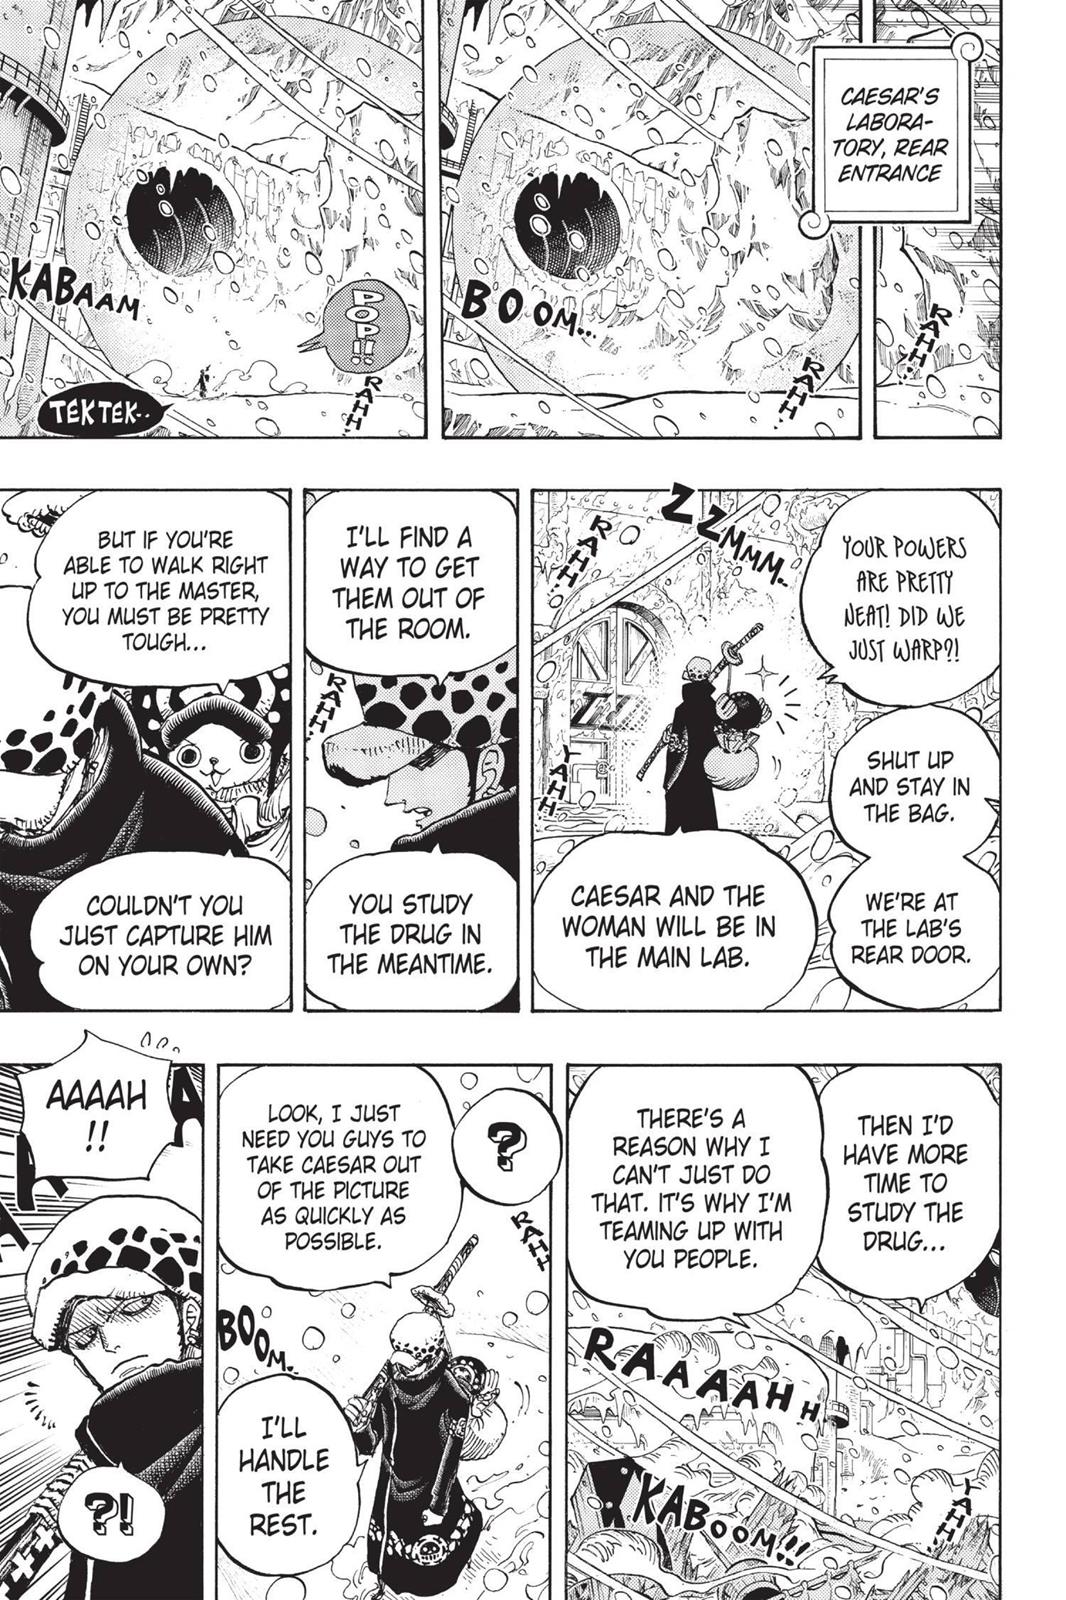 CAESAR'S
LABORA-
TORY, REAR
ENTRANCE
RAHH!
BOOM...
RAHH!
KABAAAM
POP!!
RAHH!
TEKTEK..
YOUR POWERS
ARE PRETTY
NEAT! DID WE
JUST WARP?!
SHUT UP
AND STAY IN
THE BAG.
WE'RE AT
THE LAB'S
REAR DOOR.
ZZMMM..
RAHH!
YAHH
CAESAR AND THE
WOMAN WILL BE IN
THE MAIN LAB.
I'LL FIND A
WAY TO GET
THEM OUT OF
THE ROOM.
RAHH!
YOU STUDY
THE DRUG IN
THE MEANTIME.
BUT IF YOU'RE
ABLE TO WALK RIGHT
UP TO THE MASTER,
YOU MUST BE PRETTY
TOUGH...
COULDN'T YOU
JUST CAPTURE HIM
ON YOUR OWN?
THEN I'D
HAVE MORE
TIME TO
STUDY THE
DRUG...
THERE'S A
REASON WHY I
CAN'T JUST DO
THAT. IT'S WHY I'M
TEAMING UP WITH
YOU PEOPLE.
RAAAAHH
KABOOM!!
YAHH!
?
LOOK, I JUST
NEED YOU GUYS TO
TAKE CAESAR OUT
OF THE PICTURE
AS QUICKLY AS
POSSIBLE.
RAHH
BOOM..
I'LL
HANDLE
THE
REST.
AAAAH
!!
?!